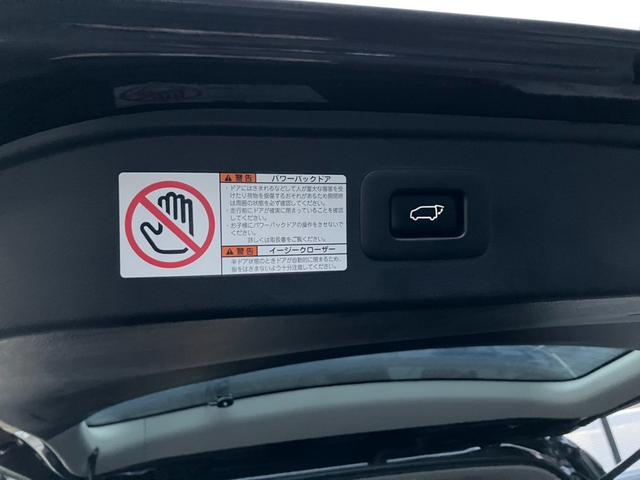 警告 パワーバックドア
・ドアにはさまれるなどして人が重大な傷害を受
けたり荷物を損傷するおそれがあるため開閉時
は周囲の状態を必ず確認してください。
・走行前にドアが確実に閉まっていることを確認
してください。
・お子様にパワーバックドアの操作をさせないで
ください。
詳しくは取扱書をご覧ください。
警告 イージークローザー
半ドア状態のときドアが自動的に閉まるため、
指をはさまないよう十分注意してください。